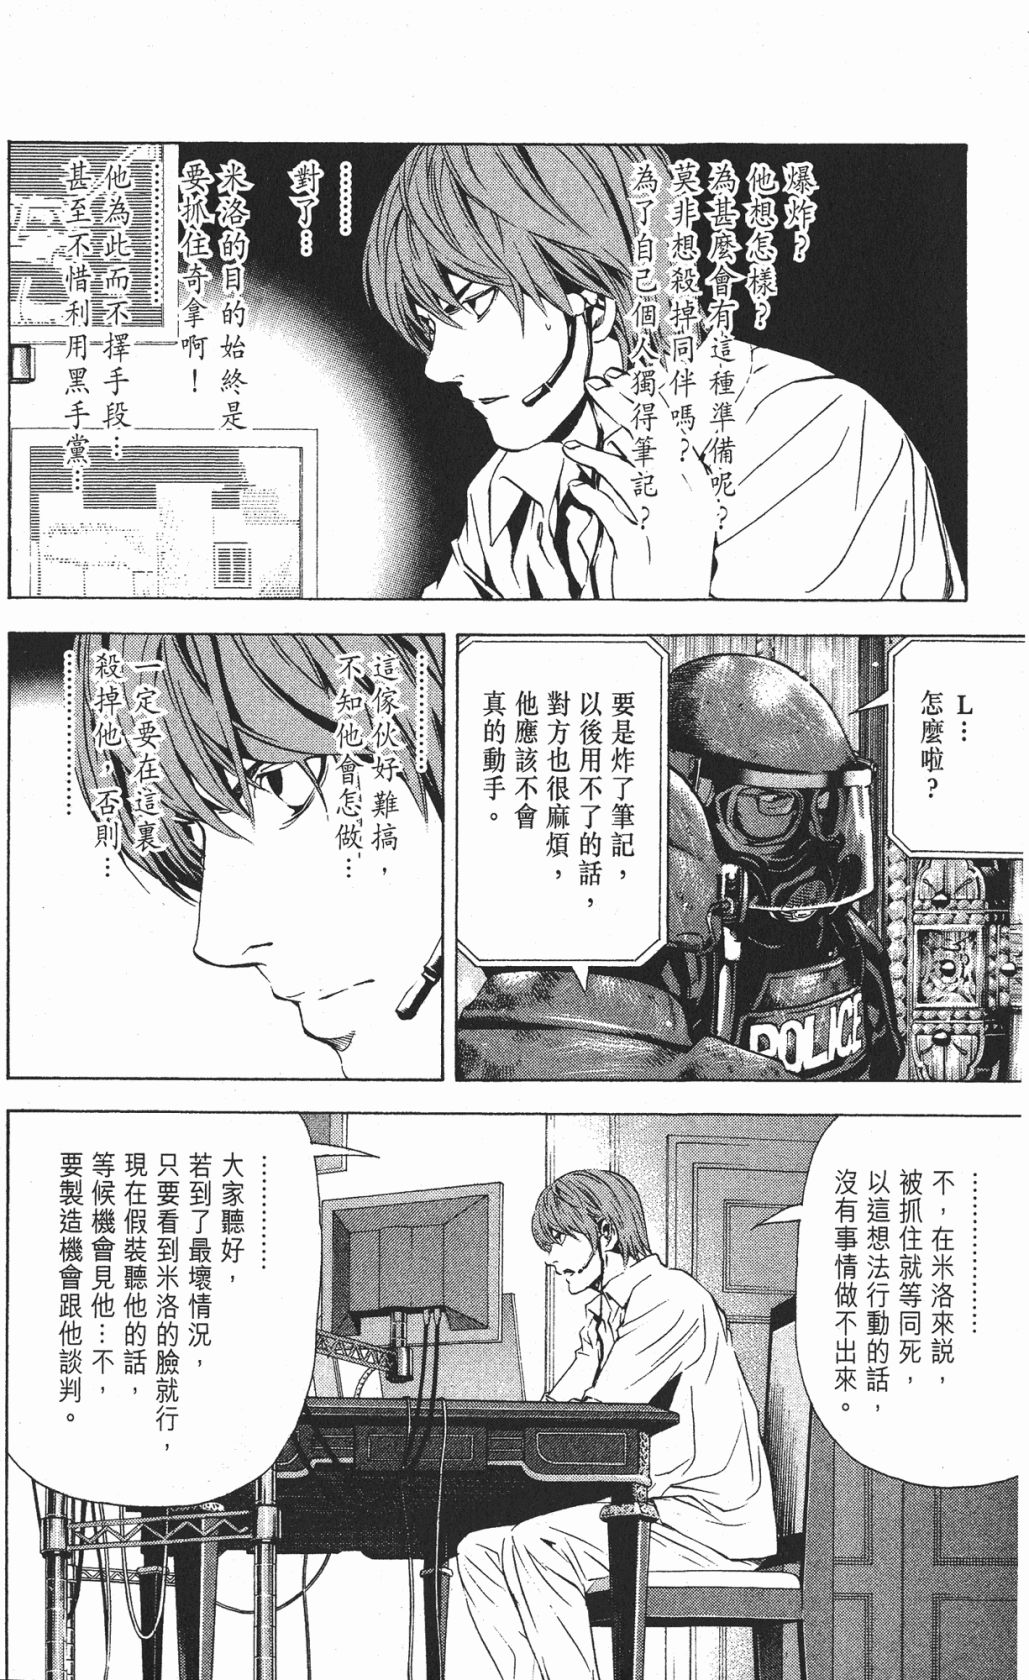 爆炸？
他想怎樣？
為甚麼會有這種準備呢？
莫非想殺掉同伴嗎？
為了自己個人獨得筆記？
…………
對了…
米洛的目的始終是
要抓住奇拿啊！
…………
他為此而不擇手段…
甚至不惜利用黑手黨…
L…
怎麼啦？
要是炸了筆記，
以後用不了的話，
對方也很麻煩，
他應該不會
真的動手。
POLICE
…………
這傢伙好難搞，
不知他會怎做…
…………
一定要在這裏
殺掉他，否則…
…………
…………
不，在米洛來說，
被抓住就等同死，
以這想法行動的話，
沒有事情做不出來。
…………
大家聽好，
若到了最壞情況，
只要看到米洛的臉就行，
現在假裝聽他的話，
等候機會見他…不，
要製造機會跟他談判。